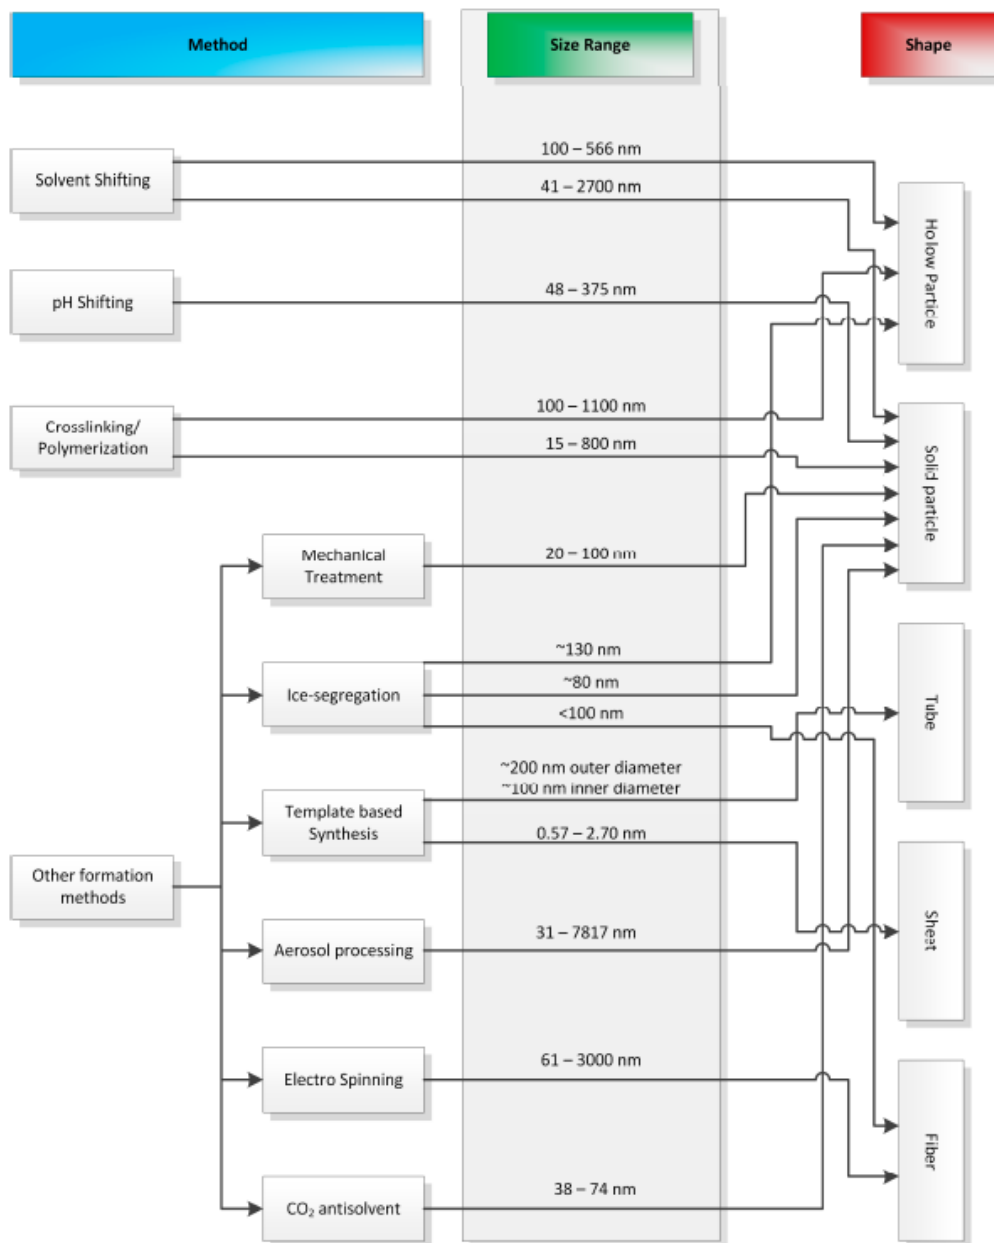 Method
Size Range
Shape
100 – 566 nm
Solvent Shifting
41 – 2700 nm
Hollow Particle
pH Shifting
48 – 375 nm
100 – 1100 nm
Crosslinking/
Polymerization
15 – 800 nm
Solid particle
Mechanical
Treatment
20 – 100 nm
~130 nm
Ice-segregation
~80 nm
<100 nm
Tube
~200 nm outer diameter
~100 nm inner diameter
Template based
Synthesis
0.57 – 2.70 nm
Other formation
methods
Sheet
31 – 7817 nm
Aerosol processing
61 – 3000 nm
Electro Spinning
Fiber
38 – 74 nm
CO₂ antisolvent